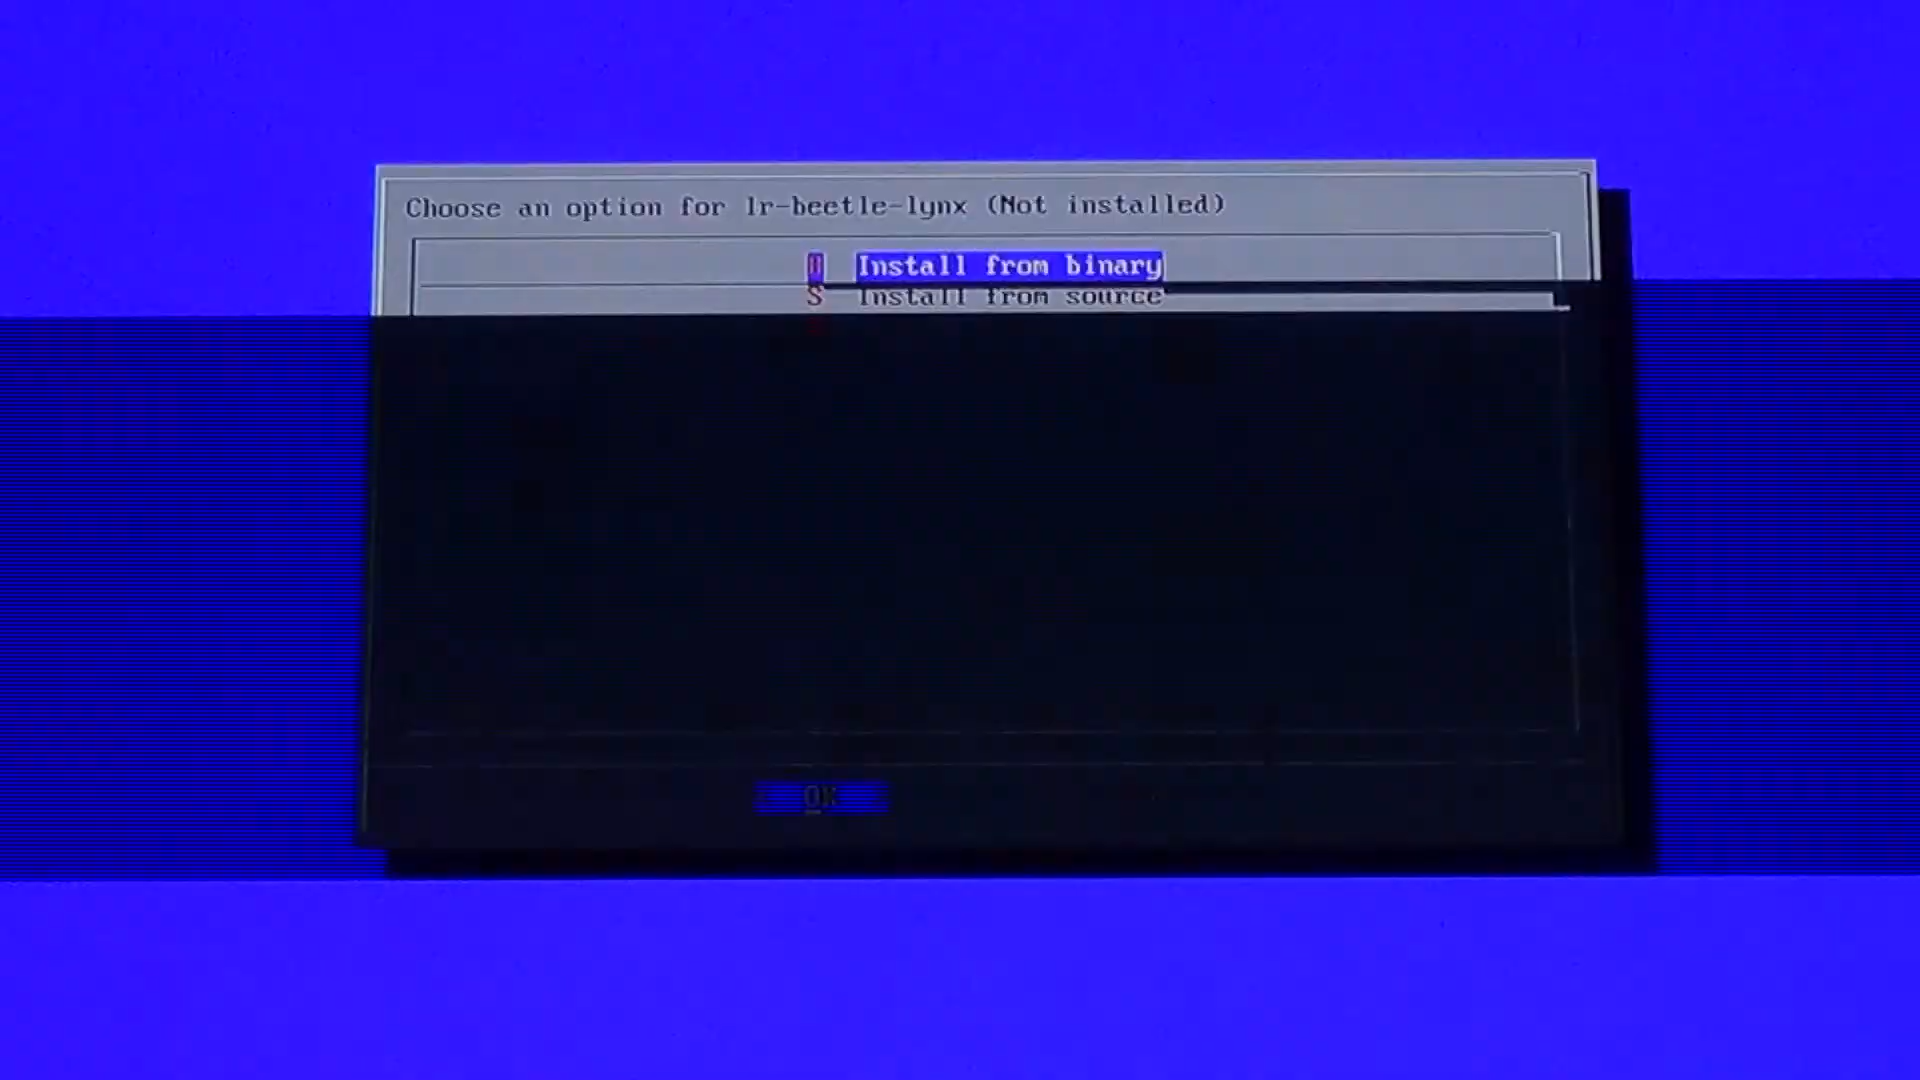 Choose an option for lr-beetle-lynx (Not installed)
Install from binary
S Install from source
OK